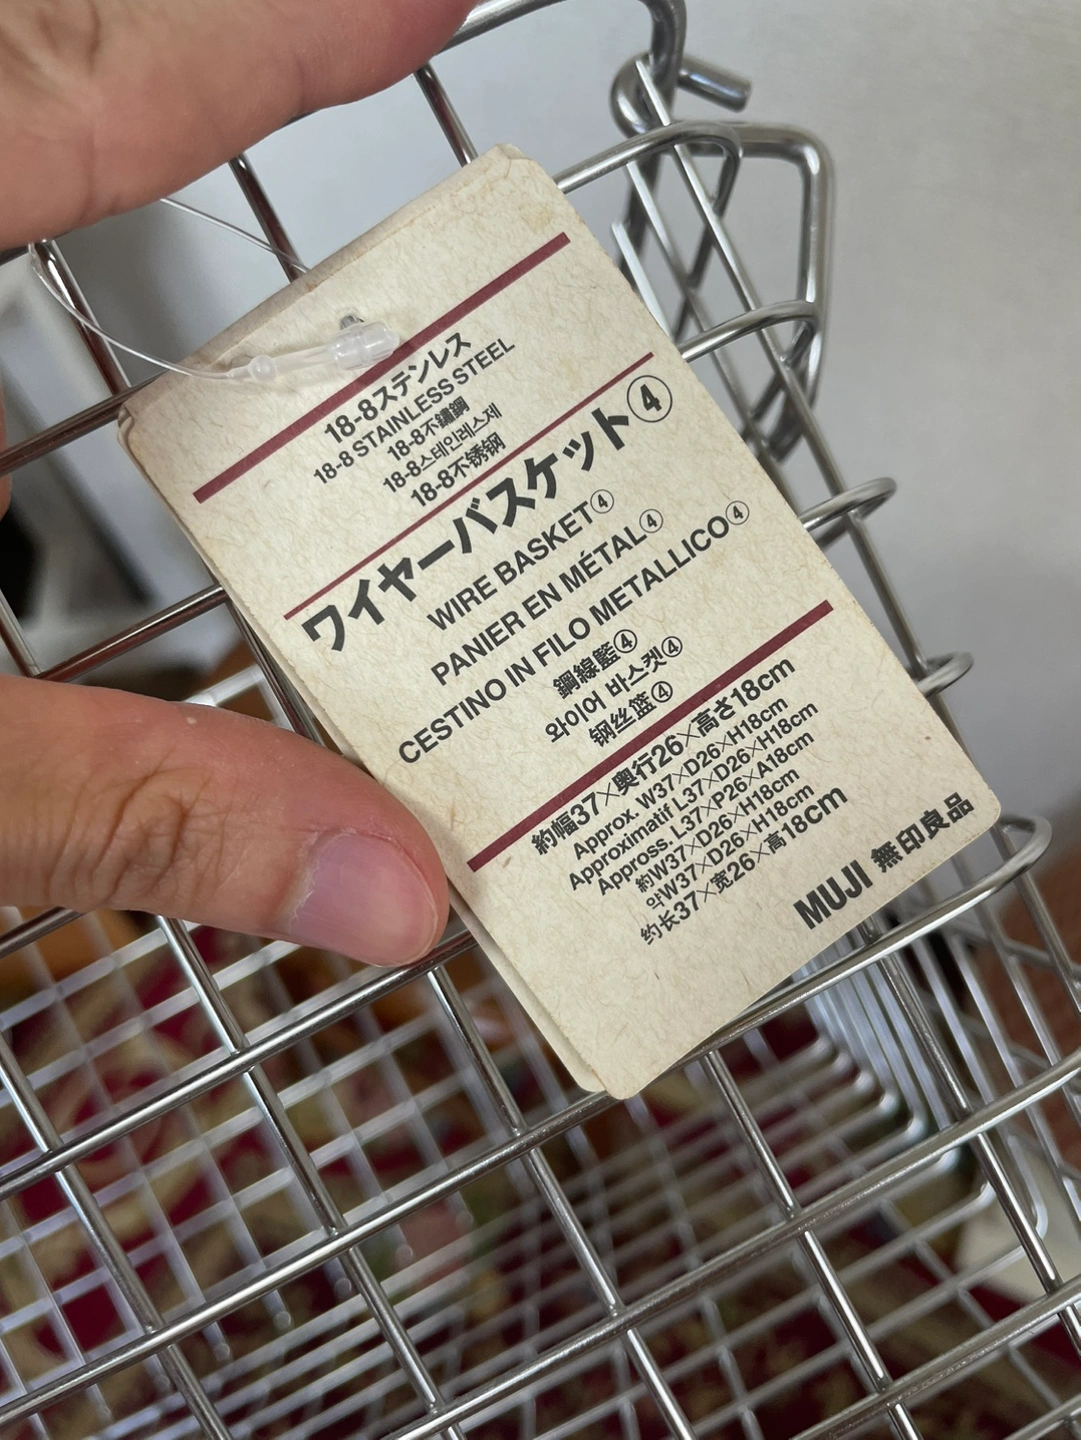 18-8ステンレス
18-8 STAINLESS STEEL
18-8不鏽鋼
18-8스테인레스제
18-8不锈钢
ワイヤーバスケット④
WIRE BASKET④
PANIER EN MÉTAL④
CESTINO IN FILO METALLICO④
鋼線籃④
와이어 바스켓④
钢丝篮④
約幅37×奥行26×高さ18cm
Approx. W37×D26×H18cm
Approximatif L37×D26×H18cm
Appross. L37×P26×A18cm
約W37×D26×H18cm
약W37×D26×H18cm
约长37×宽26×高18cm
MUJI 無印良品